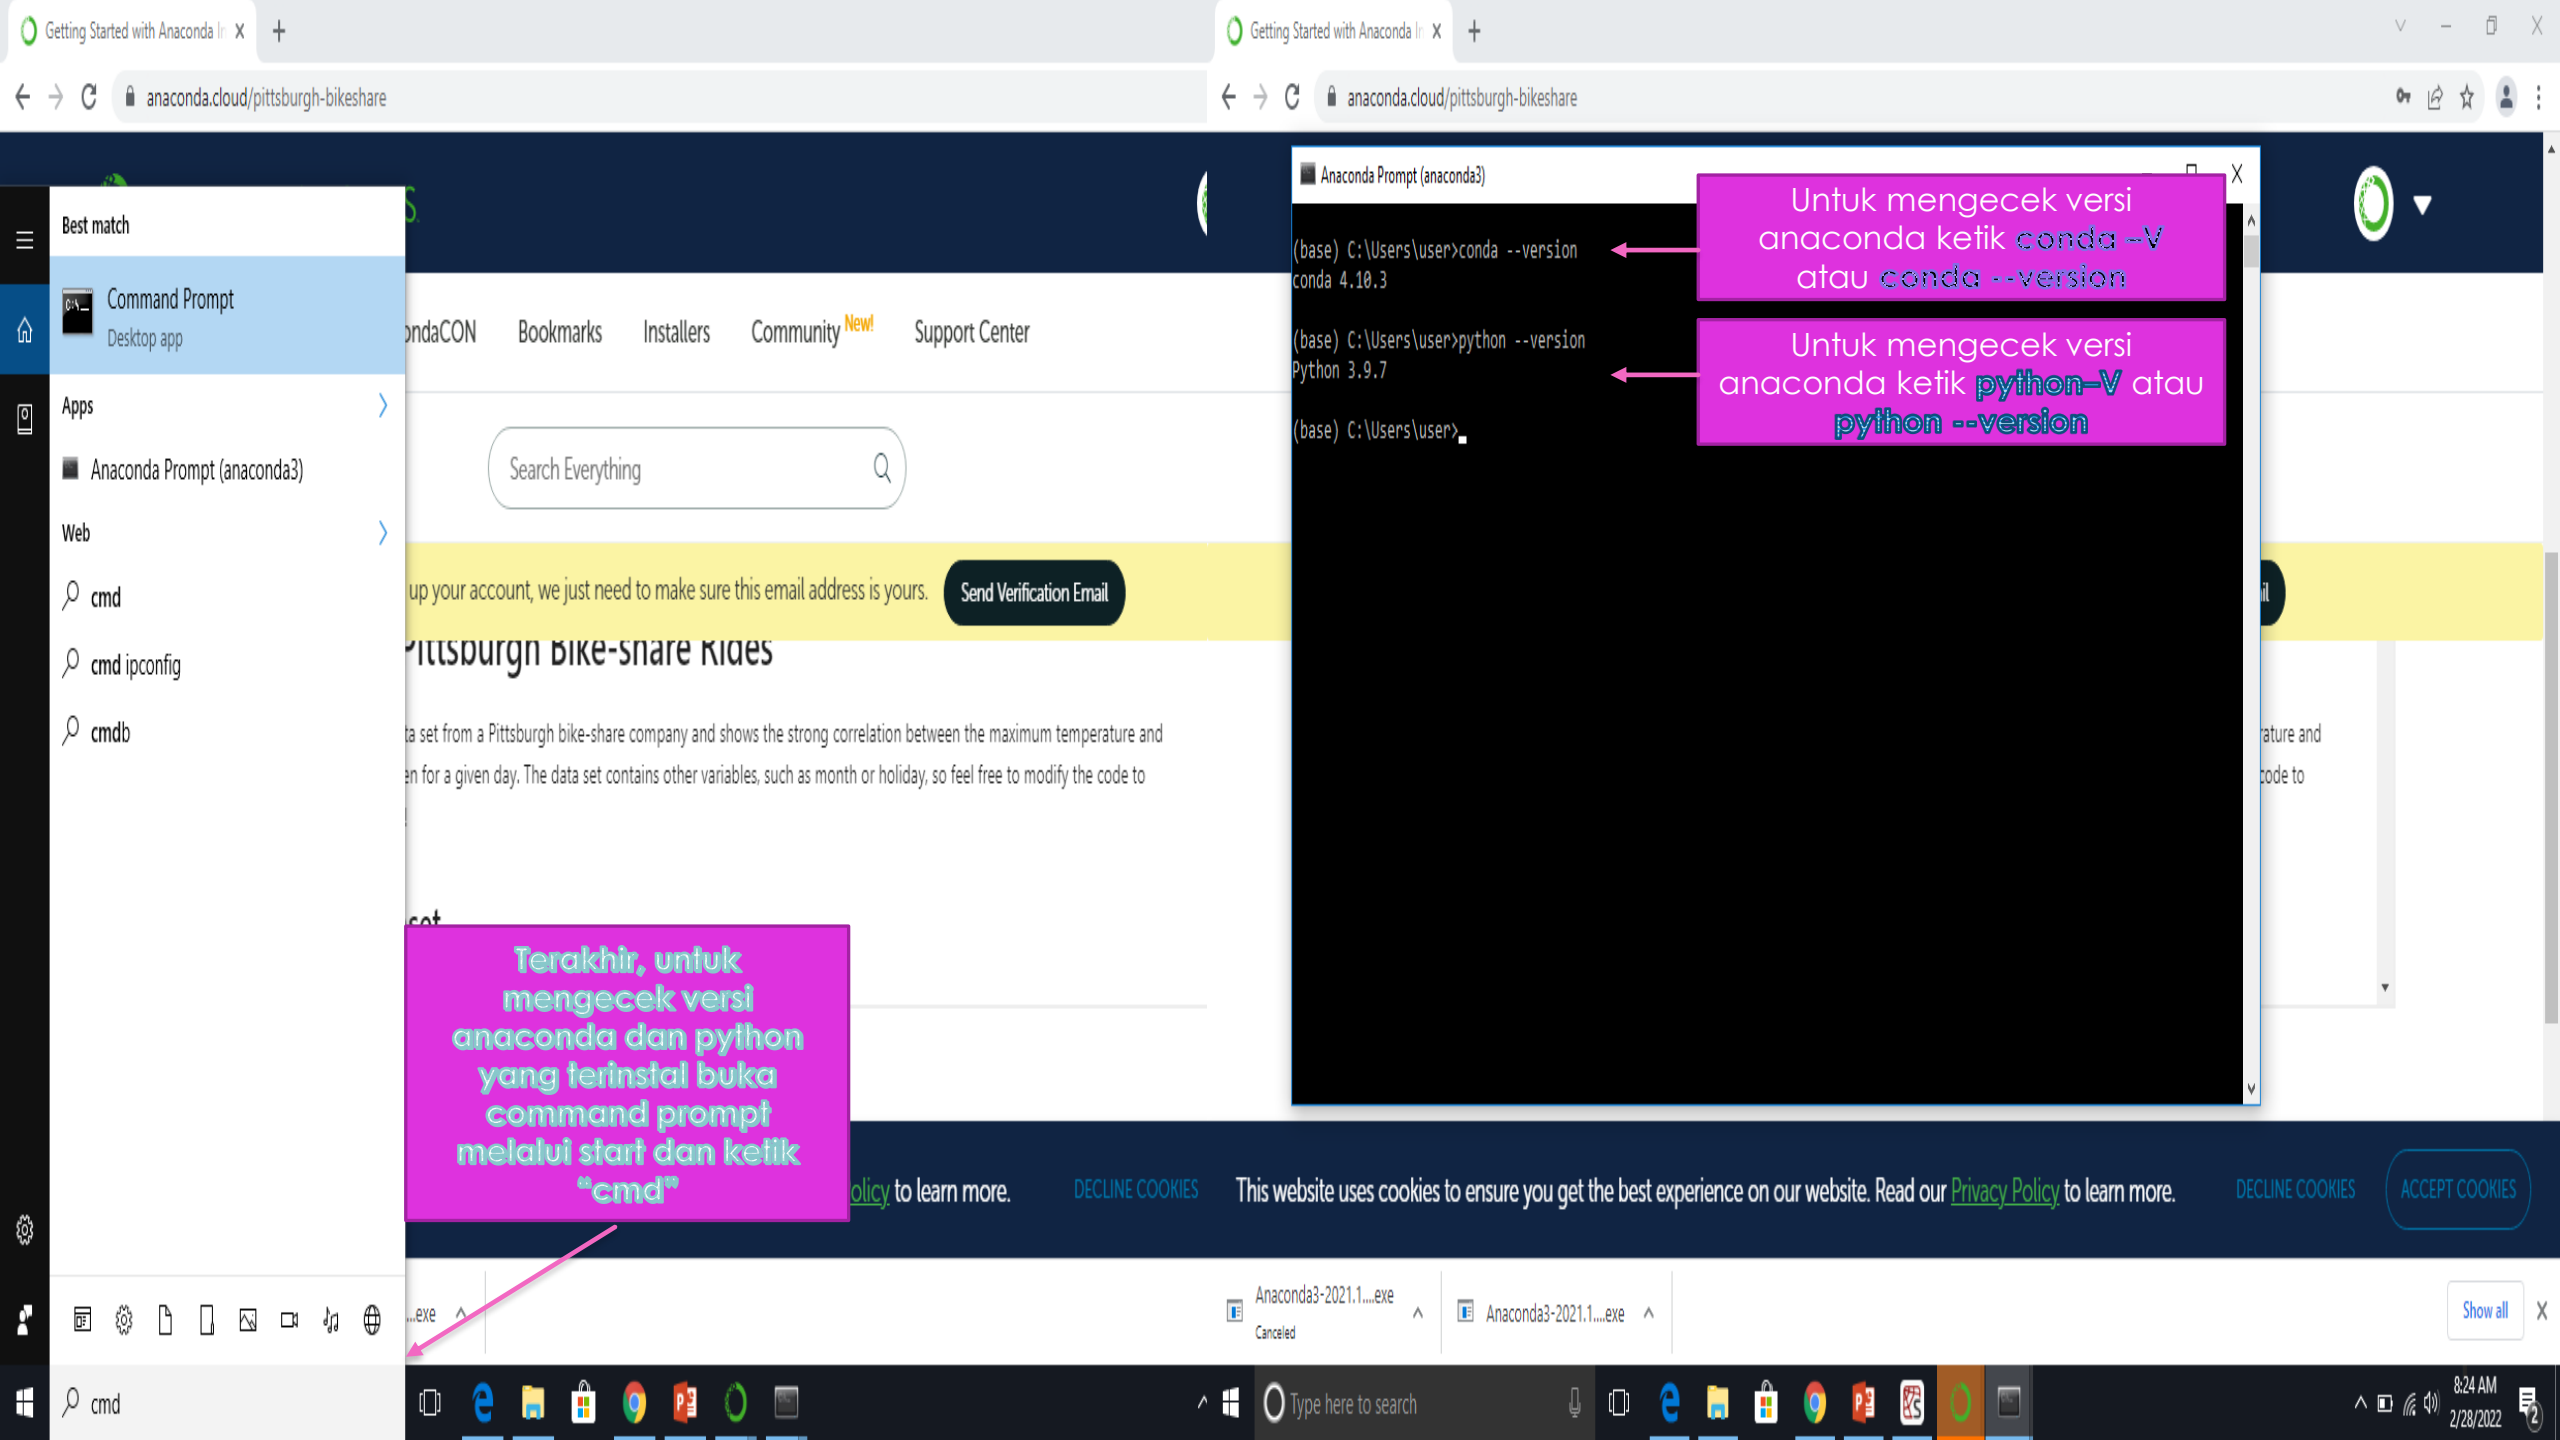 Getting Started with Anaconda In
anaconda.cloud/pittsburgh-bikeshare
S.
Best match
Command Prompt
Desktop app
Apps
Anaconda Prompt (anaconda3)
Web
cmd
cmd ipconfig
cmdb
ondaCON Bookmarks Installers Community New! Support Center
Search Everything
up your account, we just need to make sure this email address is yours. Send Verification Email
Pittsburgh Bike-share Rides
ta set from a Pittsburgh bike-share company and shows the strong correlation between the maximum temperature and
en for a given day. The data set contains other variables, such as month or holiday, so feel free to modify the code to
set
Terakhir, untuk
mengecek versi
anaconda dan python
yang terinstal buka
command prompt
melalui start dan ketik
“cmd”
olicy to learn more. DECLINE COOKIES
...exe
cmd
Getting Started with Anaconda In
anaconda.cloud/pittsburgh-bikeshare
Anaconda Prompt (anaconda3)
(base) C:\Users\user>conda --version
conda 4.10.3
(base) C:\Users\user>python --version
Python 3.9.7
(base) C:\Users\user>
Untuk mengecek versi
anaconda ketik conda –V
atau conda --version
Untuk mengecek versi
anaconda ketik python–V atau
python --version
il
ature and
code to
This website uses cookies to ensure you get the best experience on our website. Read our Privacy Policy to learn more. DECLINE COOKIES ACCEPT COOKIES
Anaconda3-2021.1....exe
Canceled
Anaconda3-2021.1....exe
Show all
Type here to search
8:24 AM
2/28/2022
2